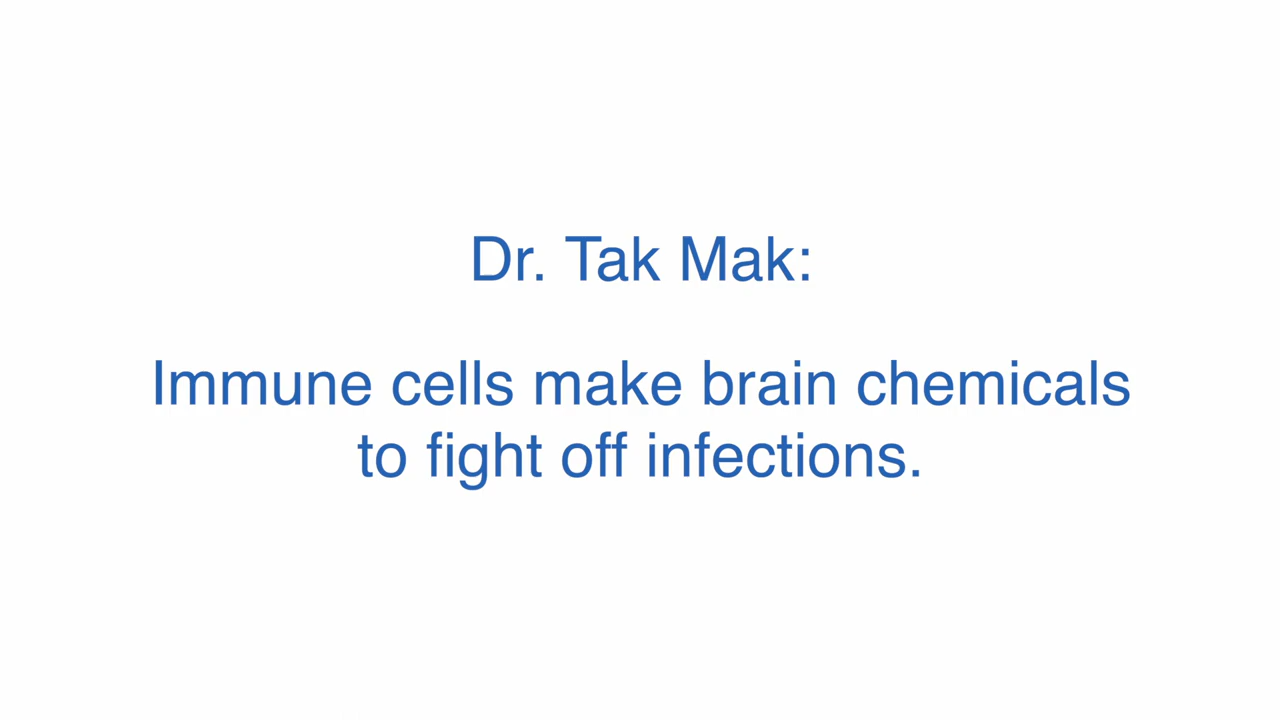 Dr. Tak Mak:
Immune cells make brain chemicals
to fight off infections.